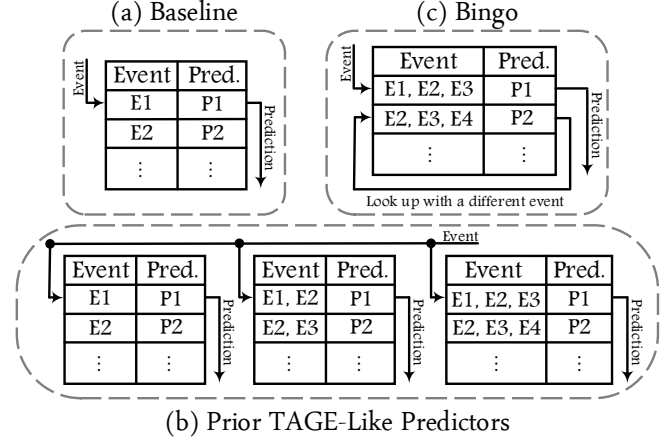 (a) Baseline
Event
Event Pred.
E1 P1
E2 P2
⋮ ⋮
Prediction
(c) Bingo
Event
Event Pred.
E1, E2, E3 P1
E2, E3, E4 P2
⋮ ⋮
Prediction
Look up with a different event
Event
Event Pred.
E1 P1
E2 P2
⋮ ⋮
Prediction
Event Pred.
E1, E2 P1
E2, E3 P2
⋮ ⋮
Prediction
Event Pred.
E1, E2, E3 P1
E2, E3, E4 P2
⋮ ⋮
Prediction
(b) Prior TAGE-Like Predictors